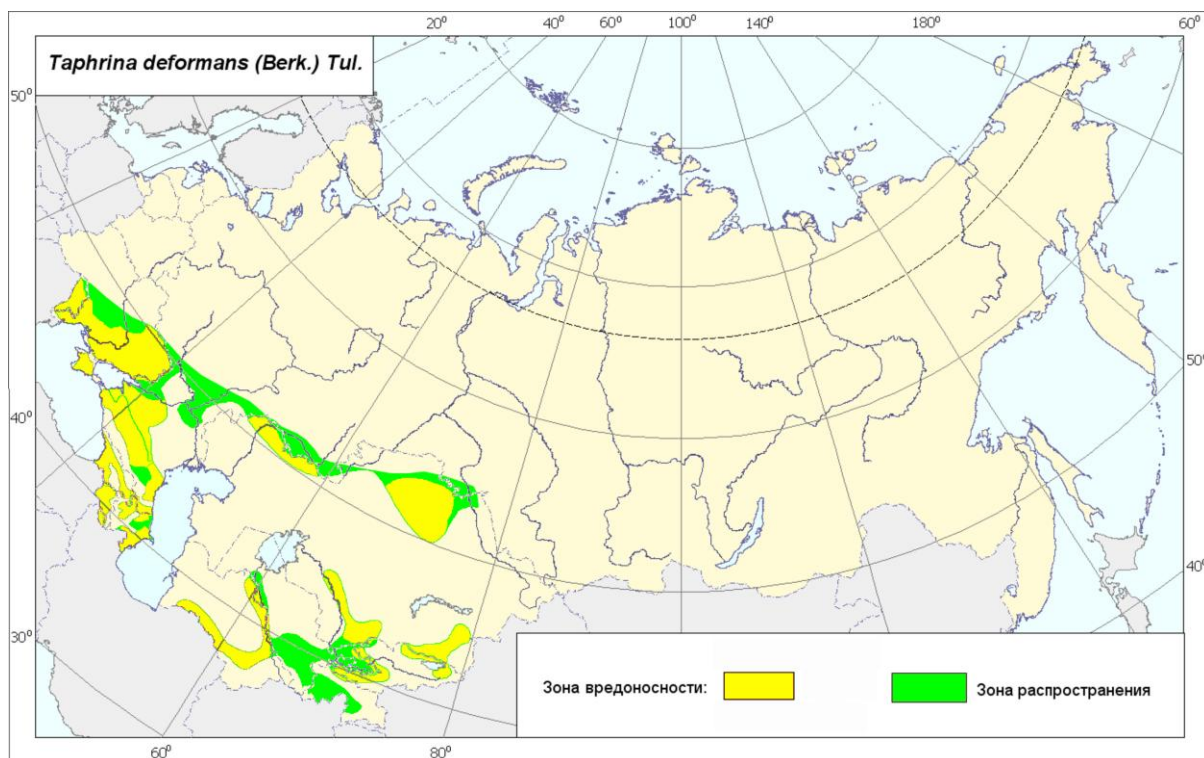 20⁰ 40⁰ 60⁰ 100⁰ 140⁰ 180⁰ 60⁰
Taphrina deformans (Berk.) Tul.
50⁰
50⁰
40⁰
40⁰
30⁰
Зона вредоносности:
Зона распространения
60⁰ 80⁰